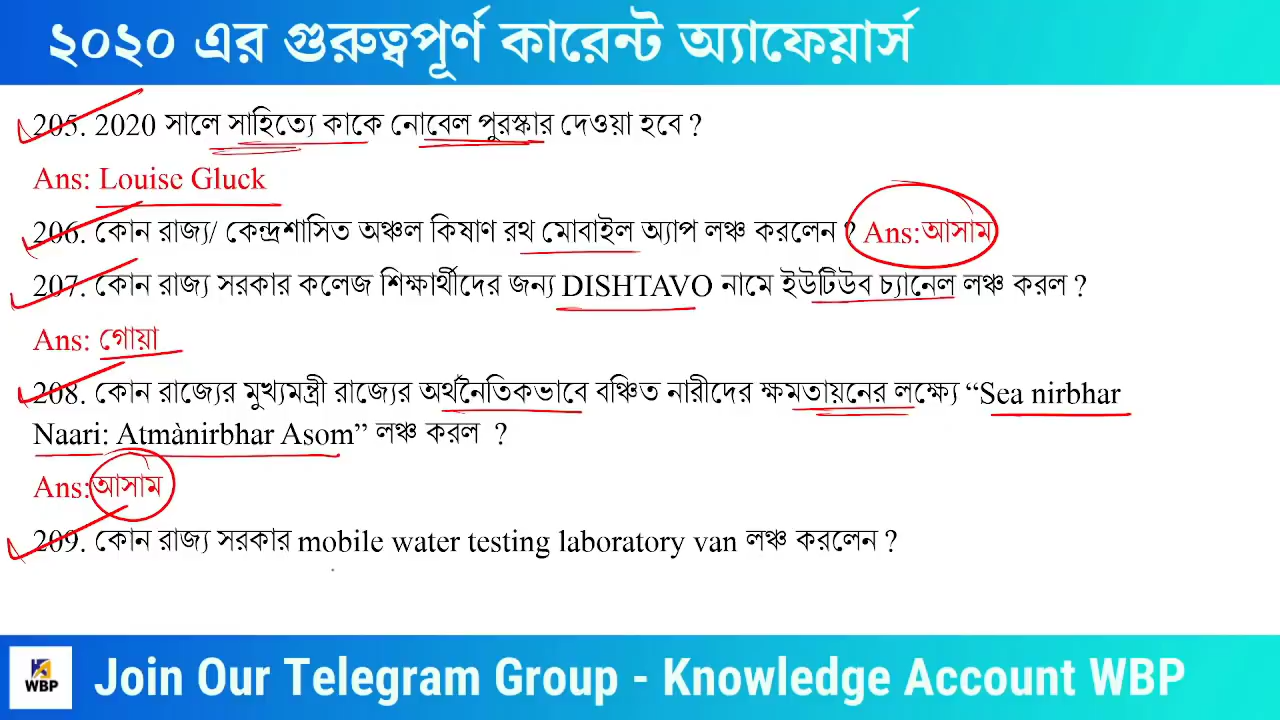 ২০২০ এর গুরুত্বপূর্ণ কারেন্ট অ্যাফেয়ার্স
205. 2020 সালে সাহিত্যে কাকে নোবেল পুরস্কার দেওয়া হবে ?
Ans: Louise Gluck
206. কোন রাজ্য/ কেন্দ্রশাসিত অঞ্চল কিষাণ রথ মোবাইল অ্যাপ লঞ্চ করলেন ? Ans:আসাম
207. কোন রাজ্য সরকার কলেজ শিক্ষার্থীদের জন্য DISHTAVO নামে ইউটিউব চ্যানেল লঞ্চ করল ?
Ans: গোয়া
208. কোন রাজ্যের মুখ্যমন্ত্রী রাজ্যের অর্থনৈতিকভাবে বঞ্চিত নারীদের ক্ষমতায়নের লক্ষ্যে “Sea nirbhar
Naari: Atmànirbhar Asom” লঞ্চ করল ?
Ans:আসাম
209. কোন রাজ্য সরকার mobile water testing laboratory van লঞ্চ করলেন ?
WBP
Join Our Telegram Group - Knowledge Account WBP